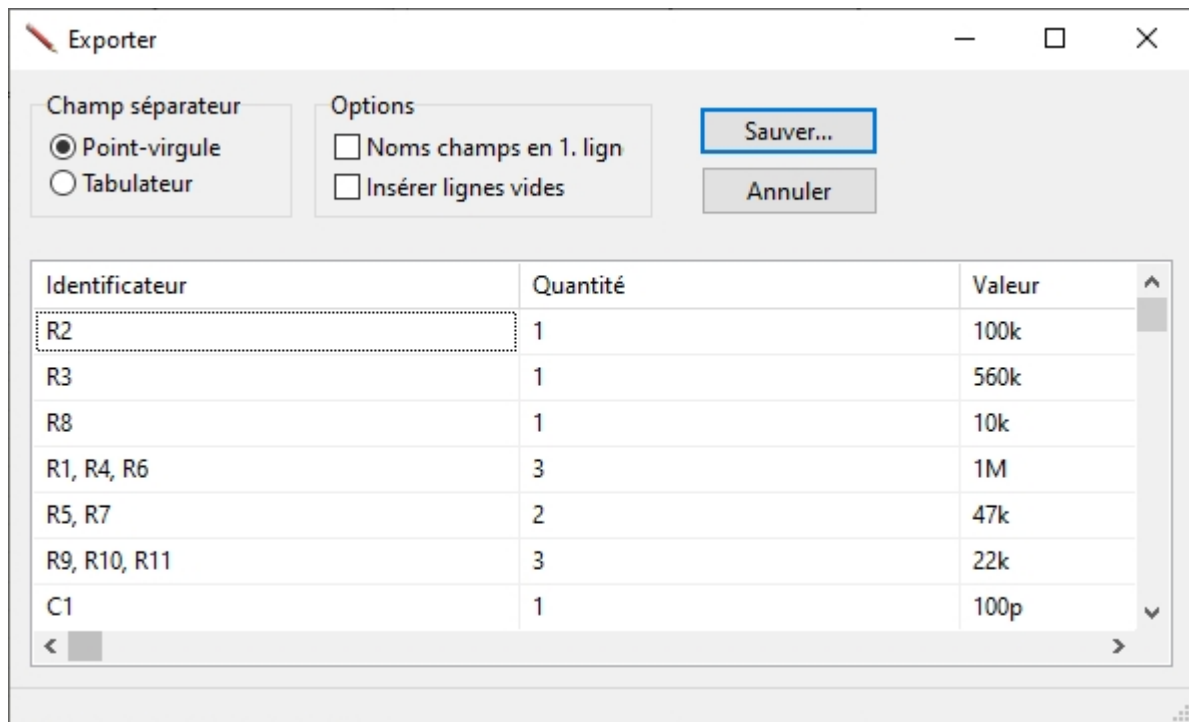 Exporter
Champ séparateur
Point-virgule
Tabulateur
Options
Noms champs en 1. lign
Insérer lignes vides
Sauver...
Annuler
Identificateur Quantité Valeur
R2 1 100k
R3 1 560k
R8 1 10k
R1, R4, R6 3 1M
R5, R7 2 47k
R9, R10, R11 3 22k
C1 1 100p